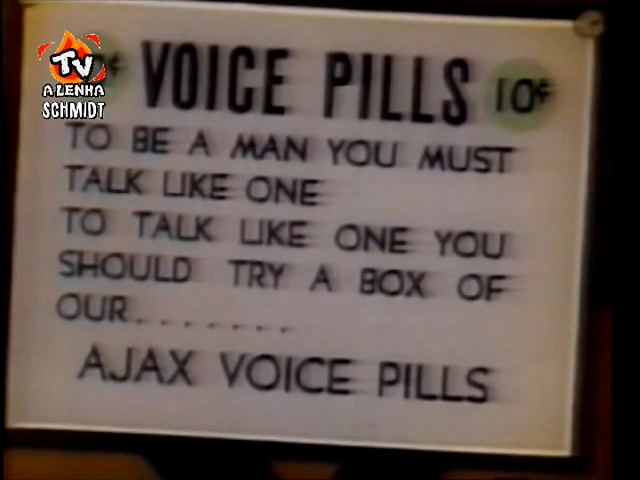 TV
A LENHA
SCHMIDT
VOICE PILLS 10¢
TO BE A MAN YOU MUST
TALK LIKE ONE
TO TALK LIKE ONE YOU
SHOULD TRY A BOX OF
OUR........
AJAX VOICE PILLS